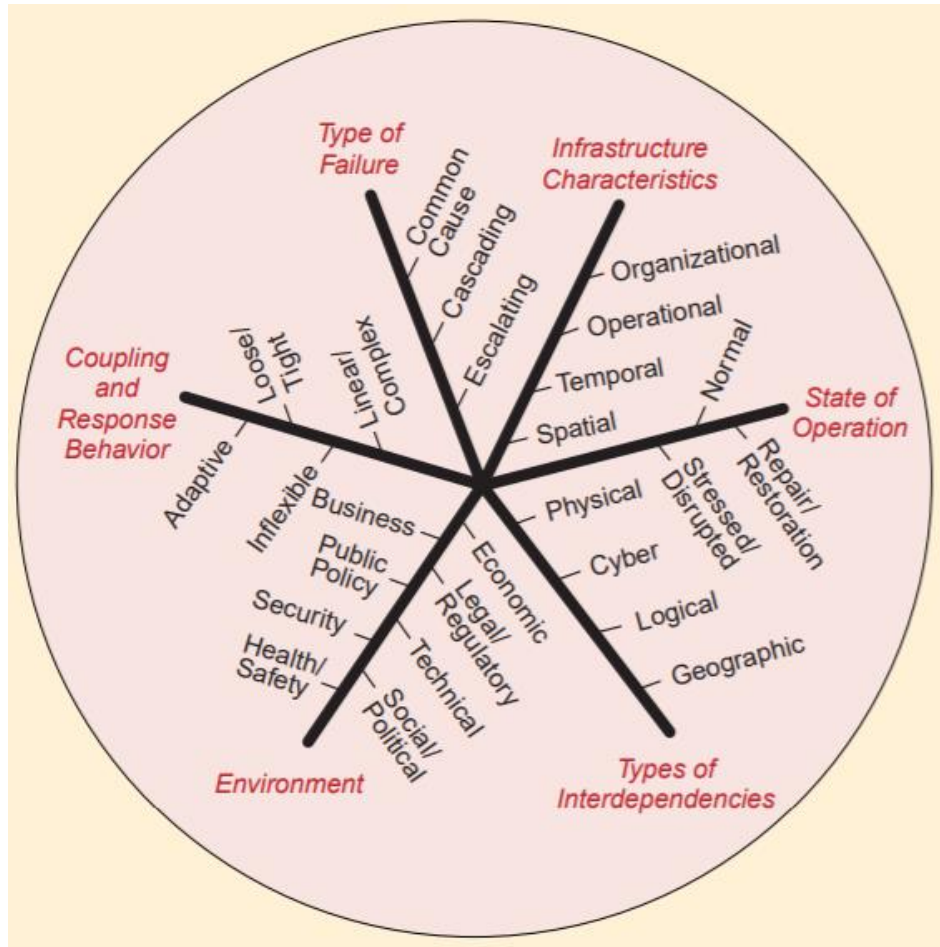 Type of
Failure
Common
Cause
Cascading
Escalating
Infrastructure
Characteristics
Organizational
Operational
Temporal
Spatial
State of
Operation
Normal
Repair/
Restoration
Stressed/
Disrupted
Types of
Interdependencies
Physical
Cyber
Logical
Geographic
Environment
Economic
Legal/
Regulatory
Technical
Social/
Political
Business
Public
Policy
Security
Health/
Safety
Coupling
and
Response
Behavior
Adaptive
Loose/
Tight
Inflexible
Linear/
Complex